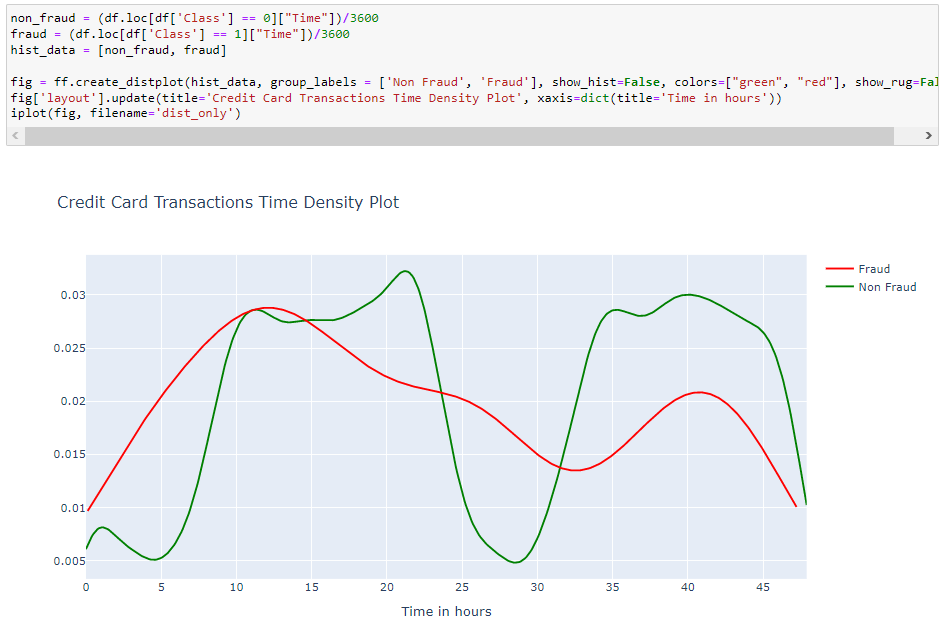 non_fraud = (df.loc[df['Class'] == 0]["Time"])/3600
fraud = (df.loc[df['Class'] == 1]["Time"])/3600
hist_data = [non_fraud, fraud]
fig = ff.create_distplot(hist_data, group_labels = ['Non Fraud', 'Fraud'], show_hist=False, colors=["green", "red"], show_rug=Fal
fig['layout'].update(title='Credit Card Transactions Time Density Plot', xaxis=dict(title='Time in hours'))
iplot(fig, filename='dist_only')
Credit Card Transactions Time Density Plot
Fraud
Non Fraud
0.03
0.025
0.02
0.015
0.01
0.005
0 5 10 15 20 25 30 35 40 45
Time in hours